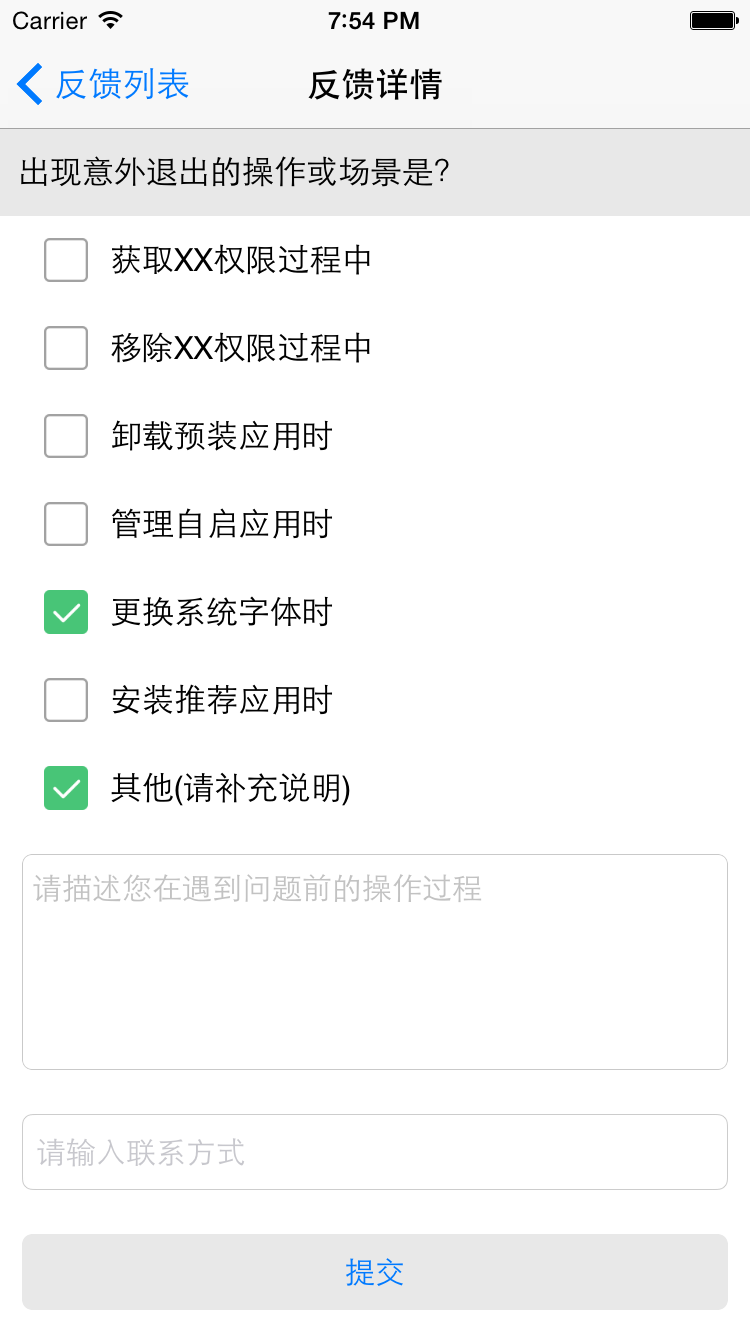 Carrier 7:54 PM
反馈列表 反馈详情
出现意外退出的操作或场景是?
获取XX权限过程中
移除XX权限过程中
卸载预装应用时
管理自启应用时
更换系统字体时
安装推荐应用时
其他(请补充说明)
请描述您在遇到问题前的操作过程
请输入联系方式
提交